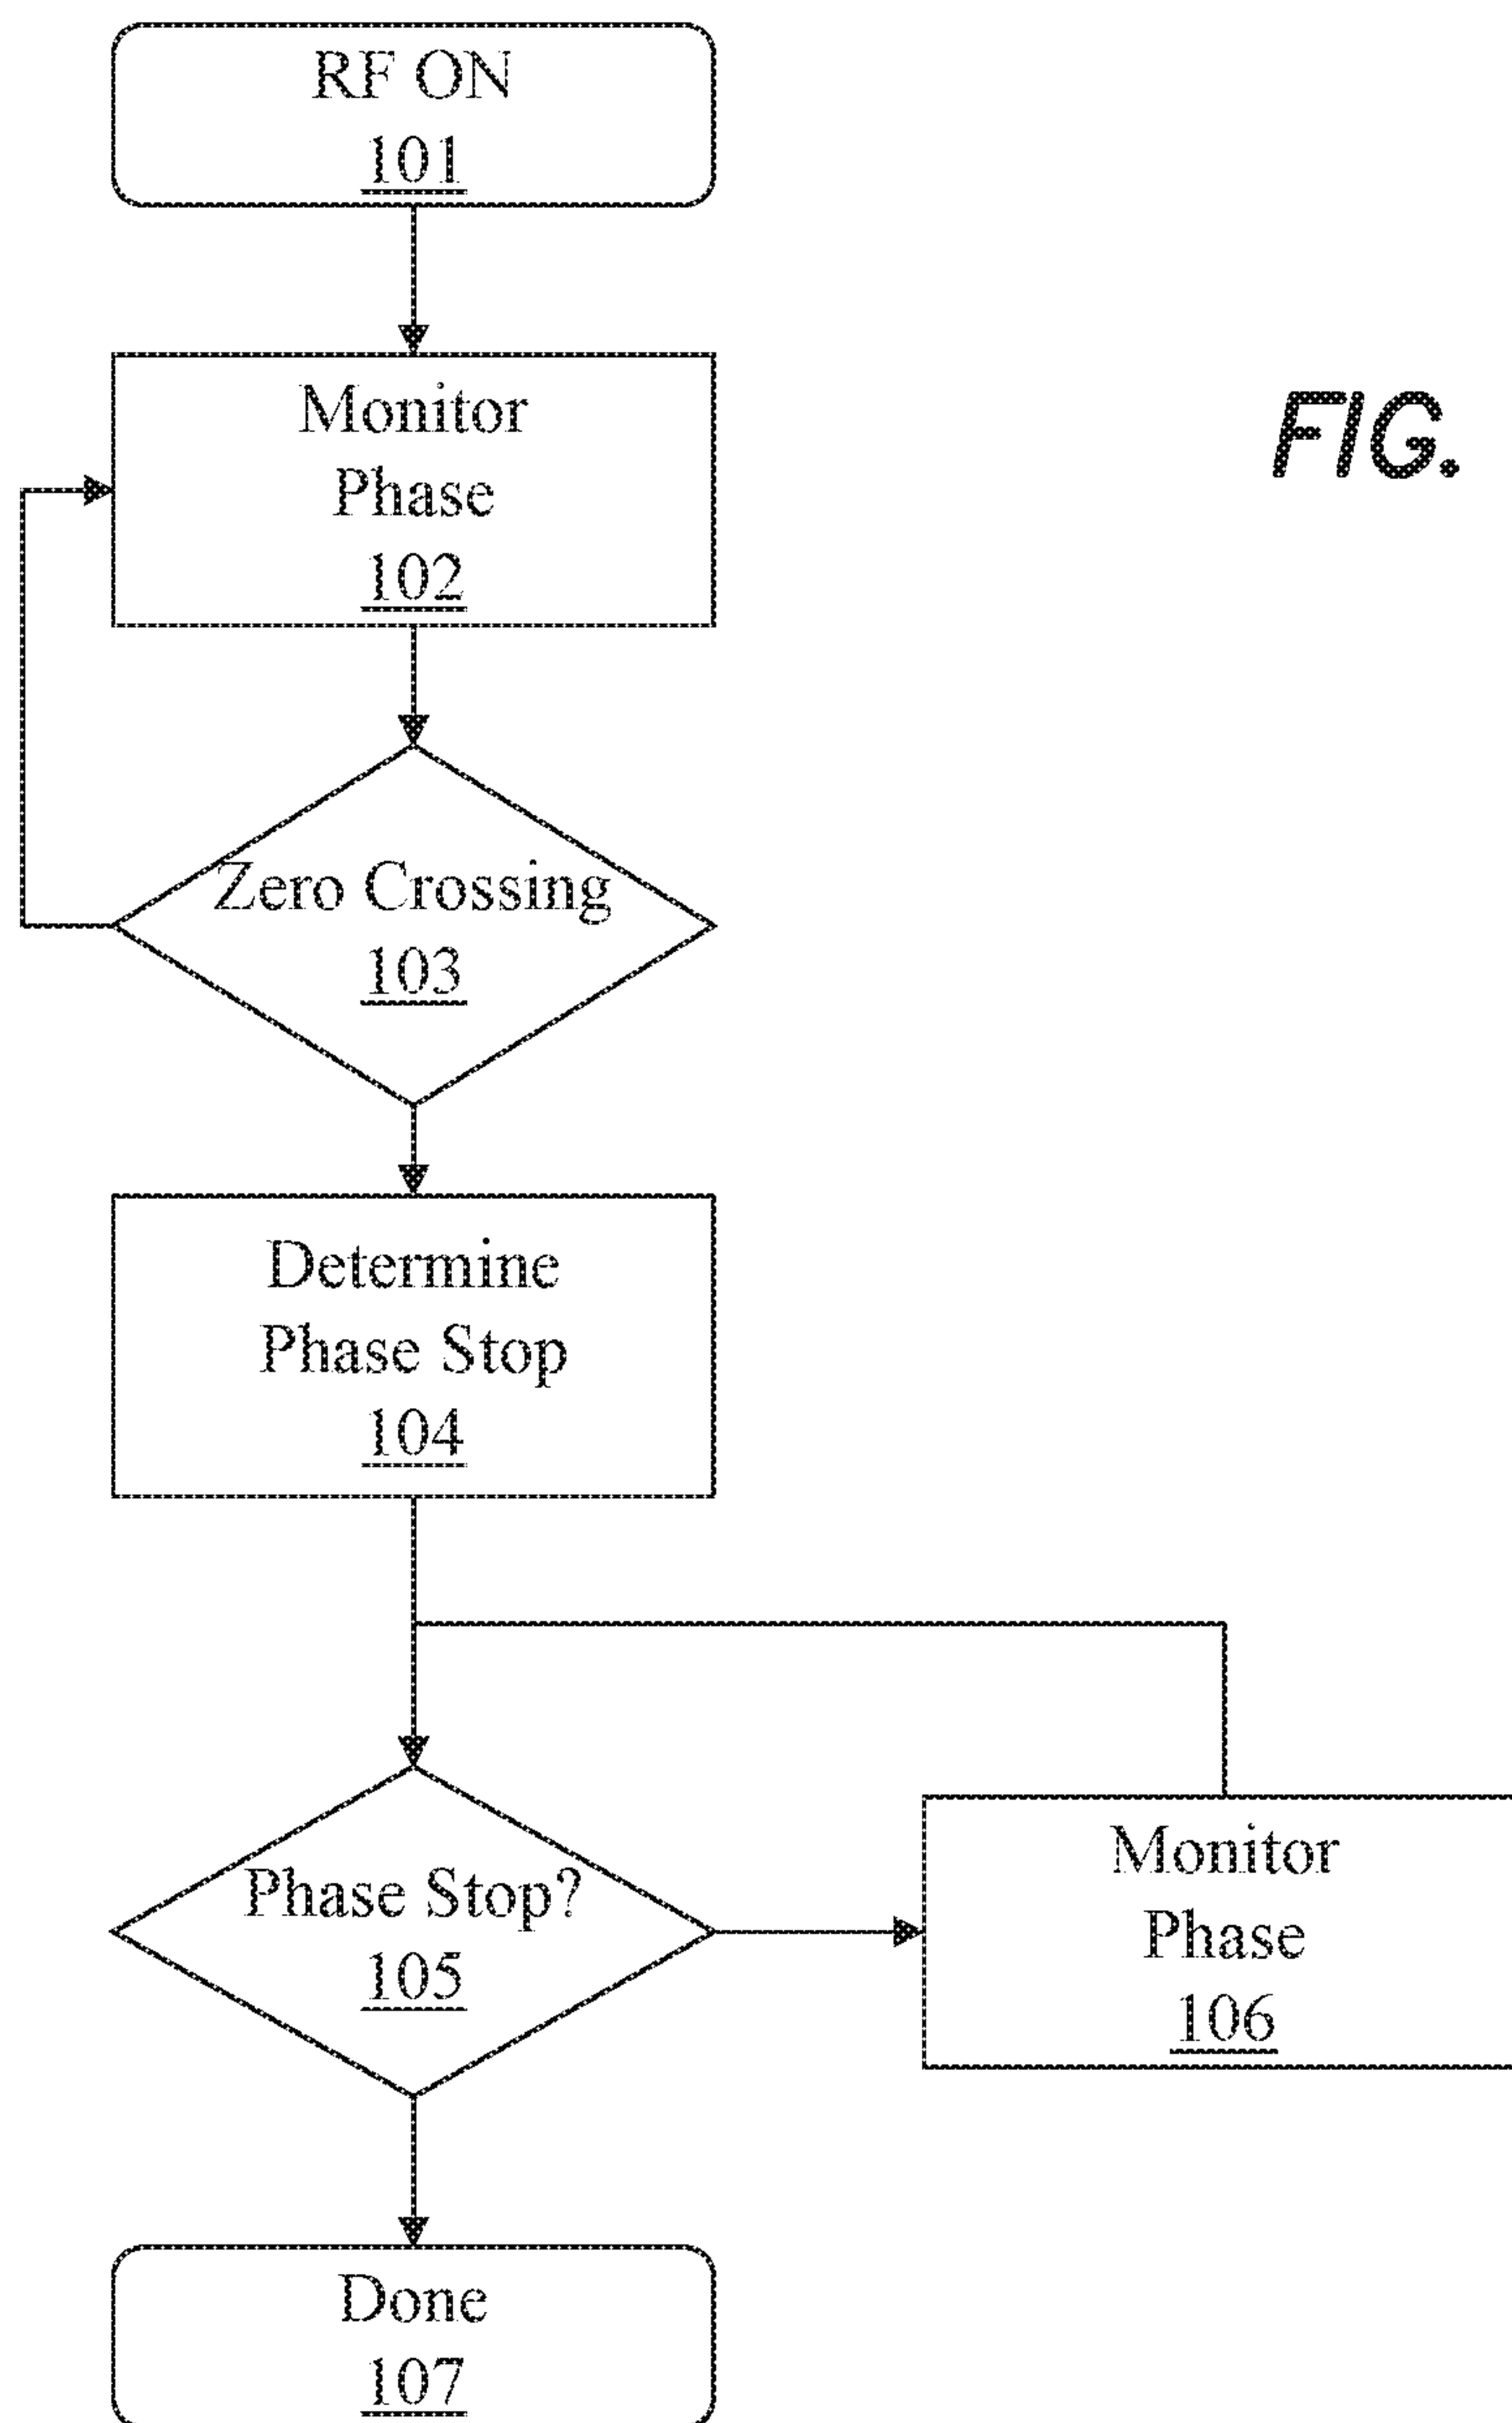 RF ON
101
Monitor
Phase
102
FIG.
Zero Crossing
103
Determine
Phase Stop
104
Phase Stop?
105
Monitor
Phase
106
Done
107